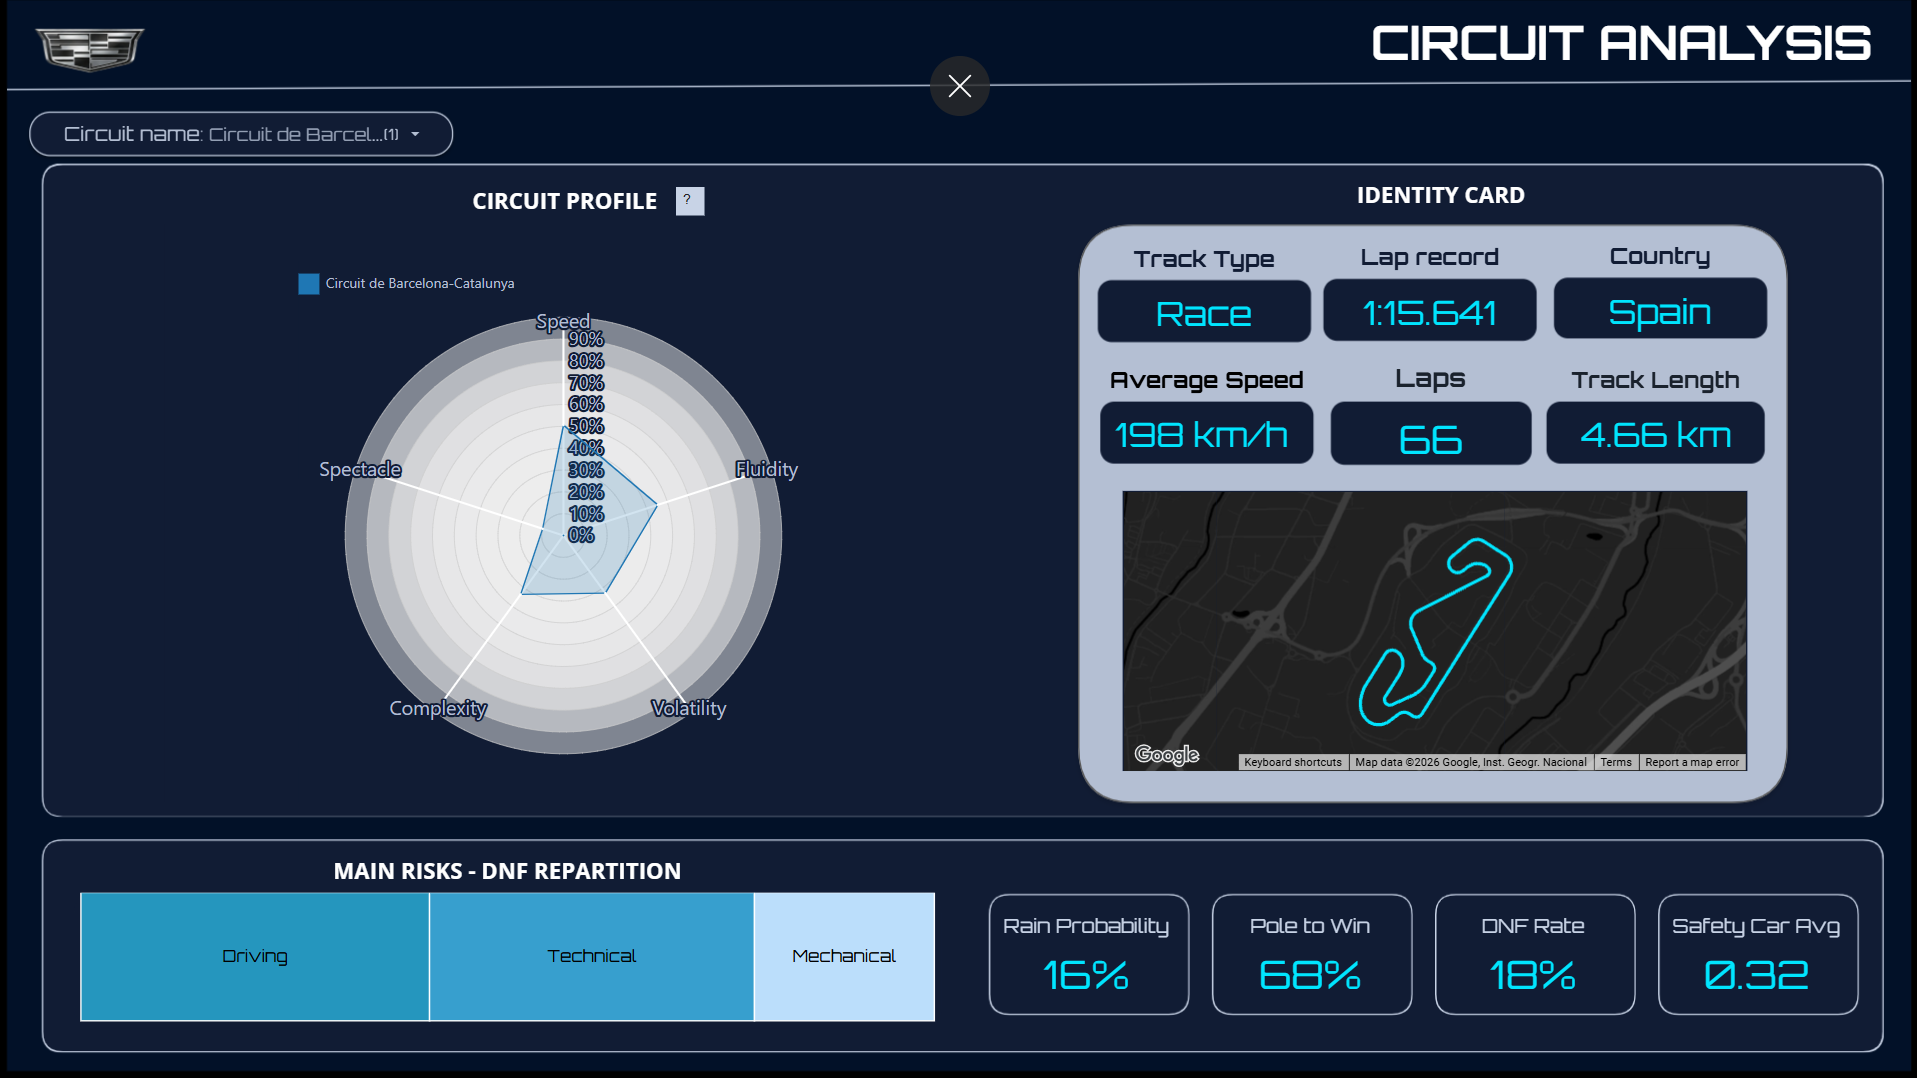 CIRCUIT ANALYSIS
Circuit name: Circuit de Barcel...(1)
CIRCUIT PROFILE ?
Circuit de Barcelona-Catalunya
Speed
90%
80%
70%
60%
50%
40%
30%
20%
10%
0%
Spectacle
Fluidity
Complexity
Volatility
IDENTITY CARD
Track Type Lap record Country
Race 1:15.641 Spain
Average Speed Laps Track Length
198 km/h 66 4.66 km
Google
Keyboard shortcuts Map data ©2026 Google, Inst. Geogr. Nacional Terms Report a map error
MAIN RISKS - DNF REPARTITION
Driving Technical Mechanical
Rain Probability Pole to Win DNF Rate Safety Car Avg
16% 68% 18% 0.32